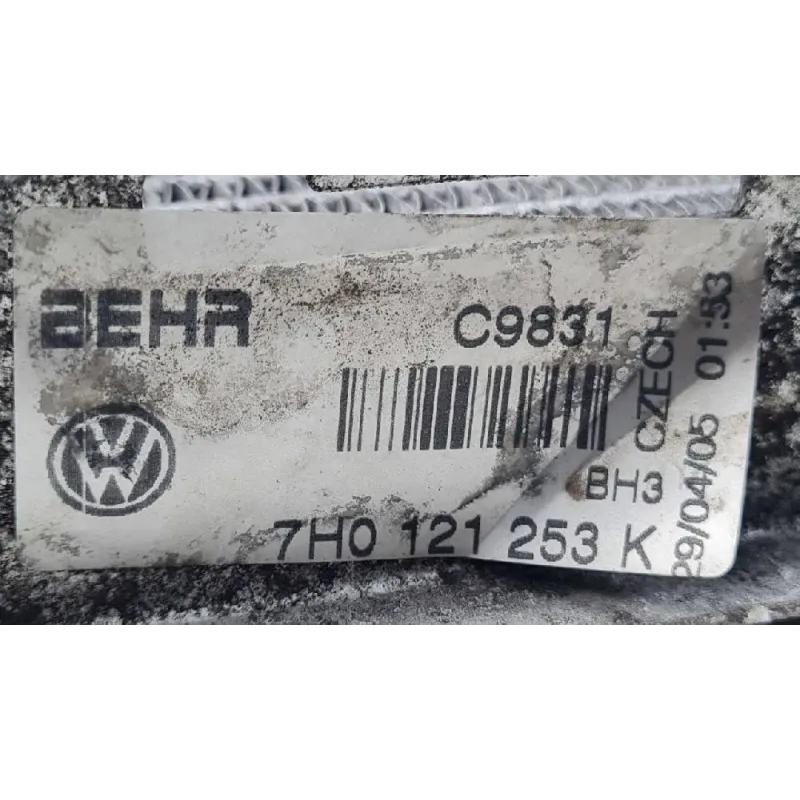 BEHR
C9831
CZECH
BH3
7H0 121 253 K
29/04/05 01:53